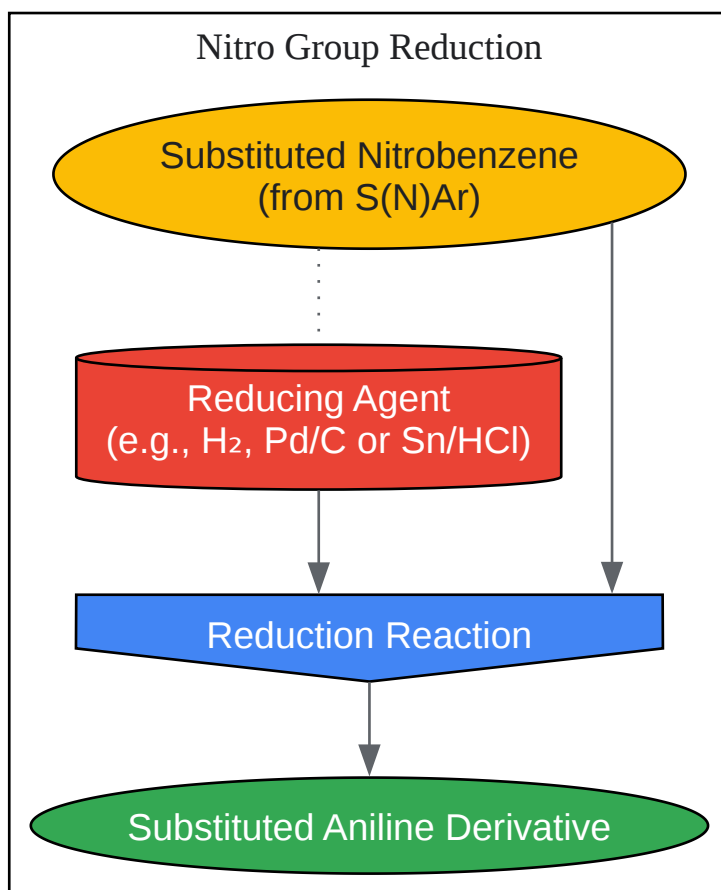 Nitro Group Reduction
Substituted Nitrobenzene
(from S(N)Ar)
Reducing Agent
(e.g., H₂, Pd/C or Sn/HCl)
Reduction Reaction
Substituted Aniline Derivative